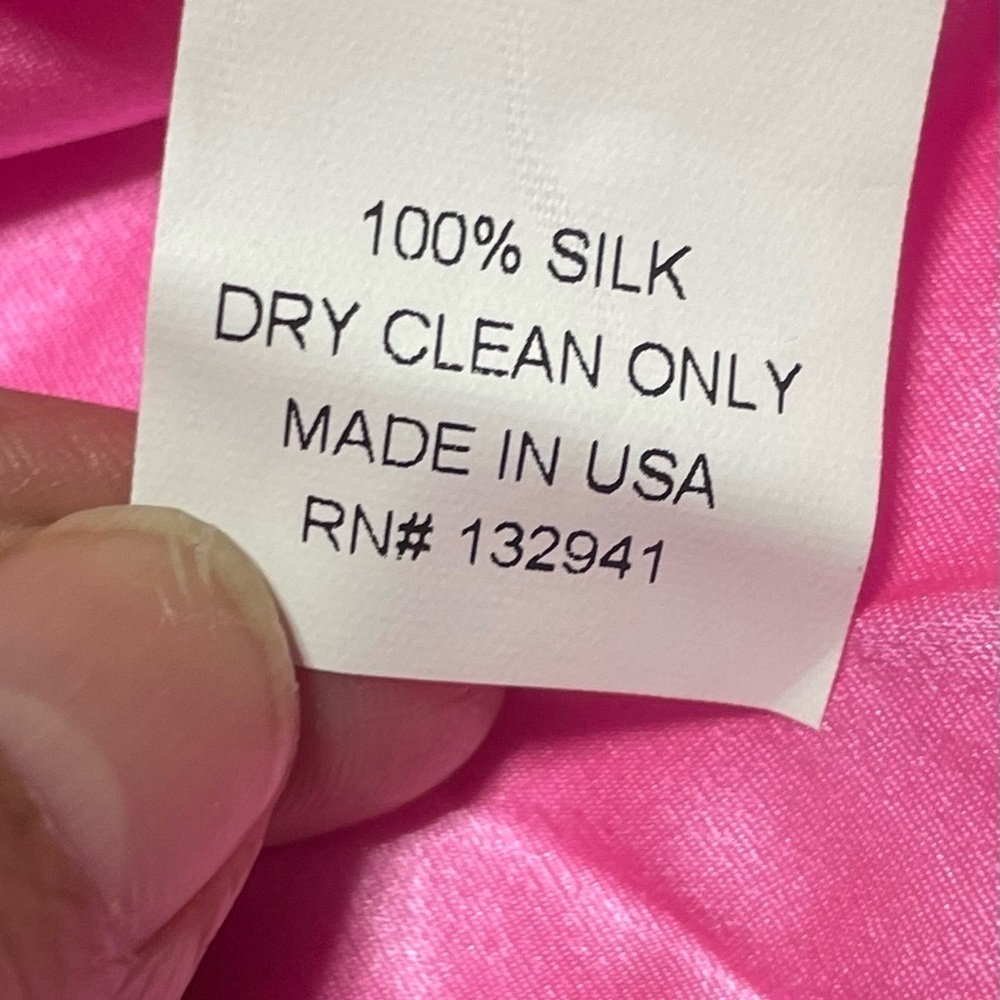 100% SILK
DRY CLEAN ONLY
MADE IN USA
RN# 132941